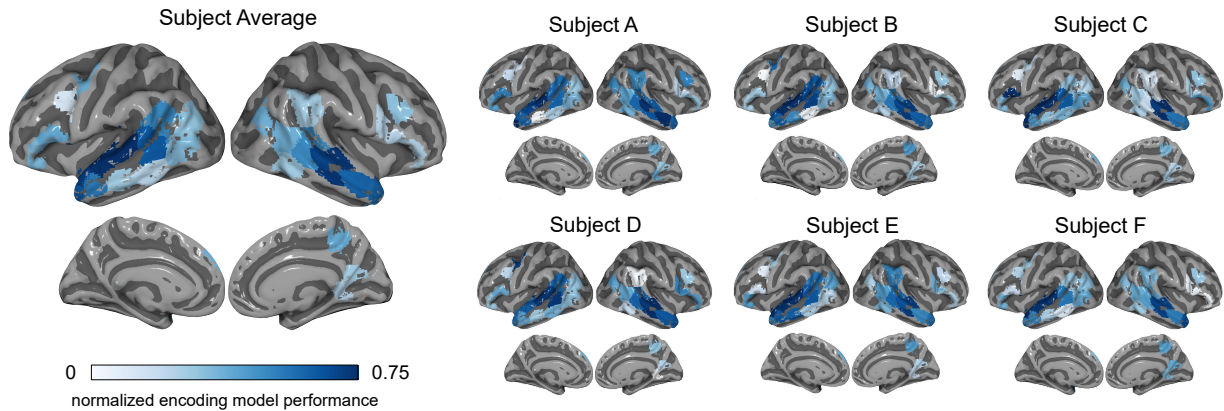 Subject Average
Subject A
Subject B
Subject C
Subject D
Subject E
Subject F
0
0.75
normalized encoding model performance